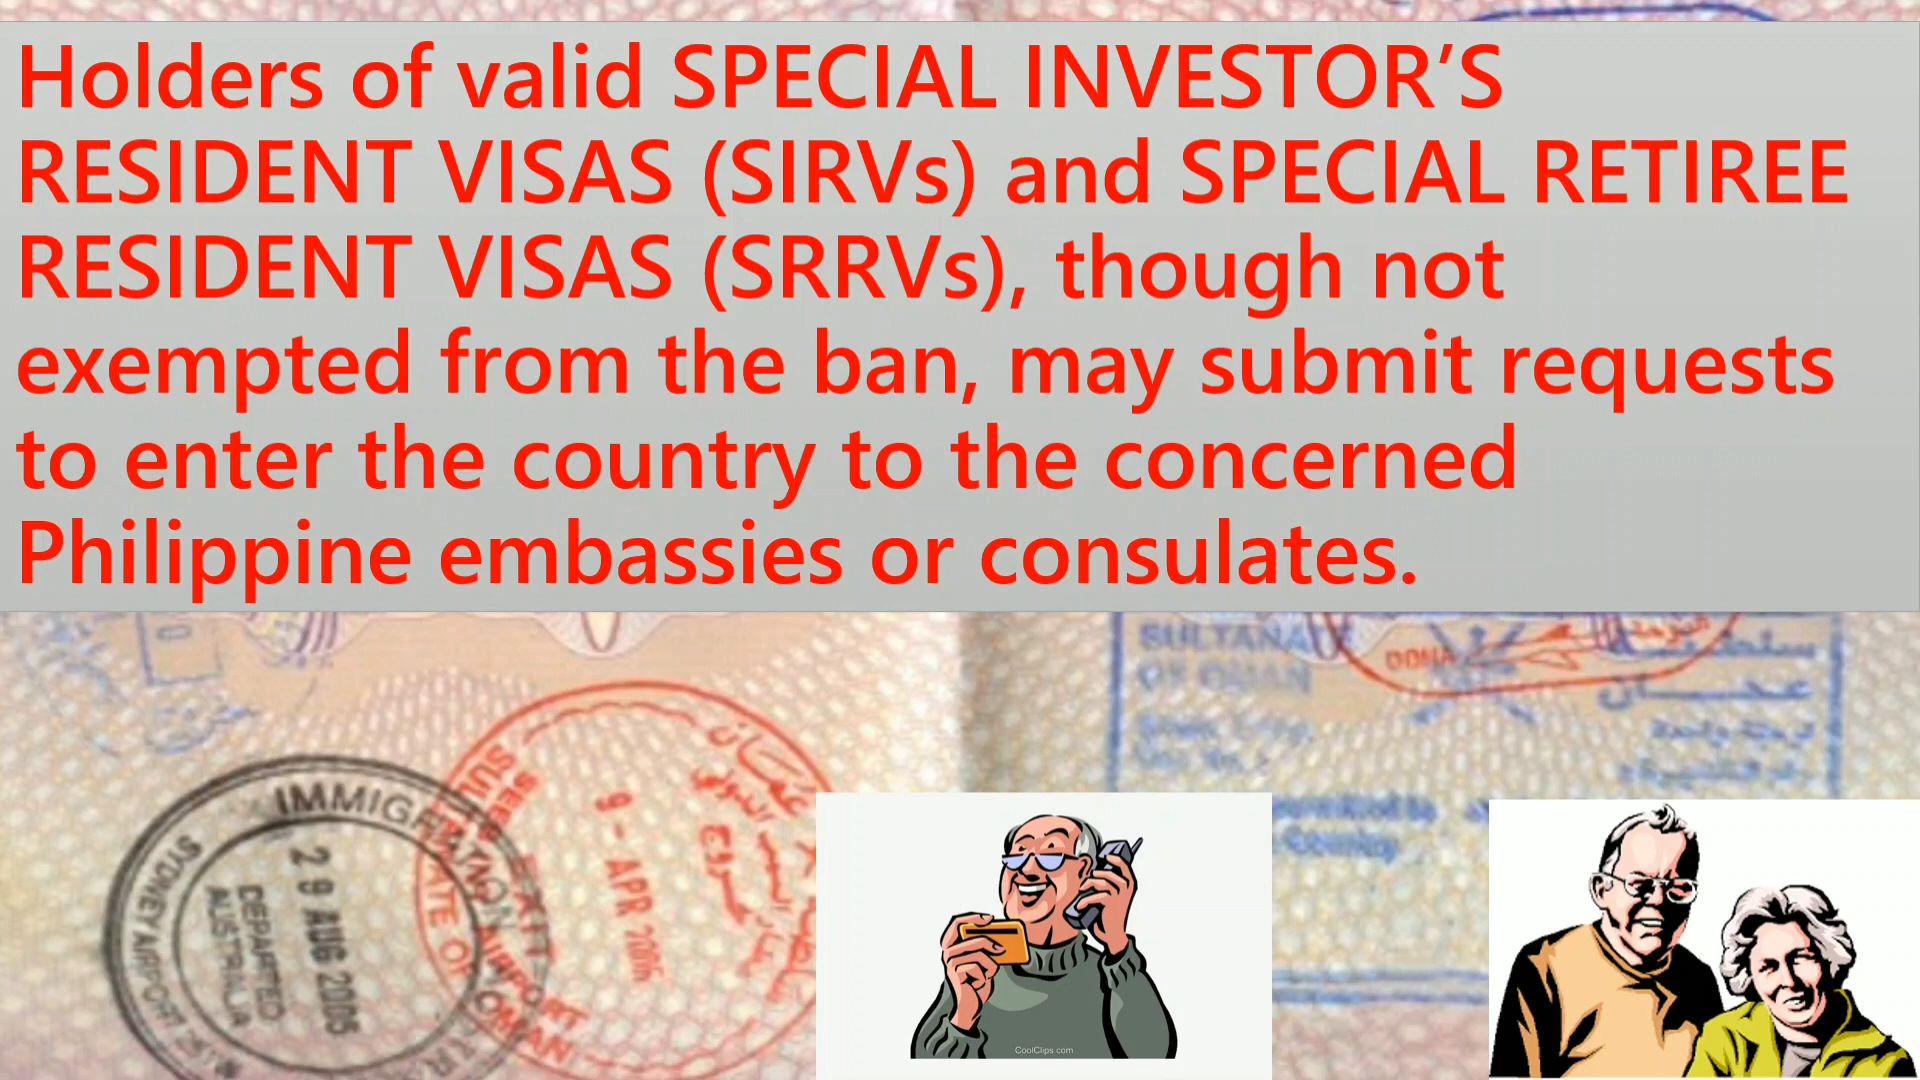 Holders of valid SPECIAL INVESTOR’S
RESIDENT VISAS (SIRVs) and SPECIAL RETIREE
RESIDENT VISAS (SRRVs), though not
exempted from the ban, may submit requests
to enter the country to the concerned
Philippine embassies or consulates.
SULTANATE
OF OMAN
IMMIGRATION
29 AUG 2005
DEPARTED
AUSTRALIA
SYDNEY AIRPORT
9 - APR 2006
Country
CoolClips.com